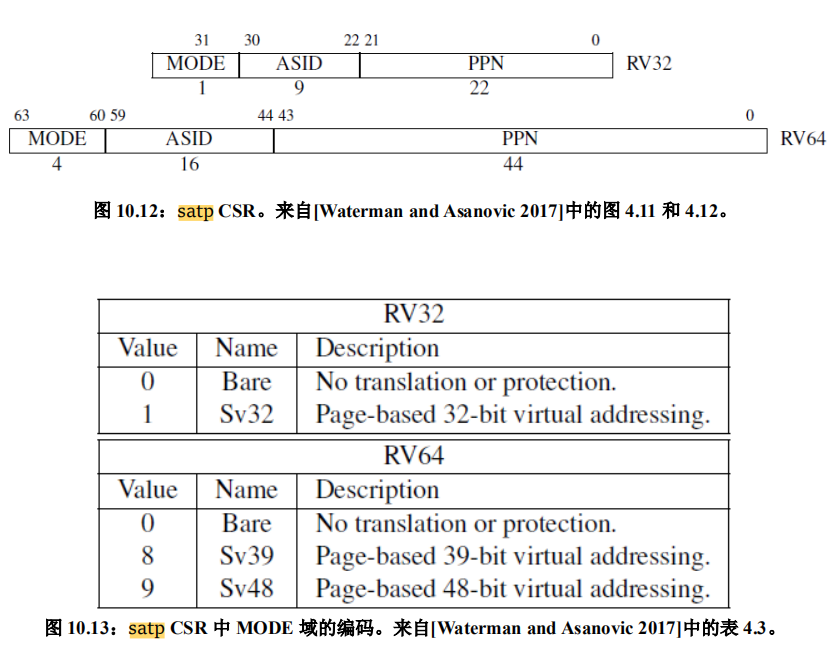 31 30 22 21 0
MODE ASID PPN RV32
1 9 22
63 60 59 44 43 0
MODE ASID PPN RV64
4 16 44
图 10.12：satp CSR。来自[Waterman and Asanovic 2017]中的图 4.11 和 4.12。
RV32
Value Name Description
0 Bare No translation or protection.
1 Sv32 Page-based 32-bit virtual addressing.
RV64
Value Name Description
0 Bare No translation or protection.
8 Sv39 Page-based 39-bit virtual addressing.
9 Sv48 Page-based 48-bit virtual addressing.
图 10.13：satp CSR 中 MODE 域的编码。来自[Waterman and Asanovic 2017]中的表 4.3。